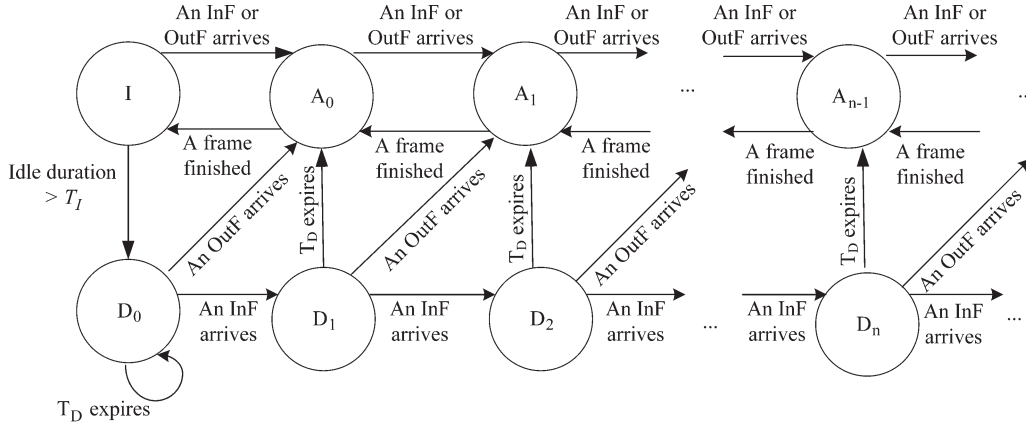 An InF or
OutF arrives
An InF or
OutF arrives
An InF or
OutF arrives
An InF or
OutF arrives
An InF or
OutF arrives
I
A0
A1
...
An-1
...
A frame
finished
A frame
finished
A frame
finished
A frame
finished
A frame
finished
Idle duration
> TI
An OutF arrives
TD expires
An OutF arrives
TD expires
An OutF arrives
TD expires
An OutF arrives
D0
An InF
arrives
D1
An InF
arrives
D2
An InF
arrives
...
An InF
arrives
Dn
An InF
arrives
...
TD expires